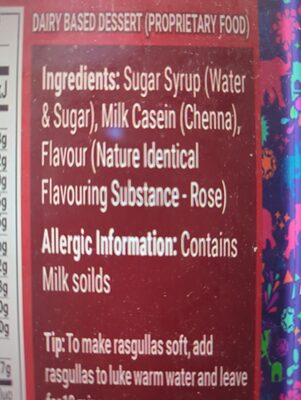 DAIRY BASED DESSERT (PROPRIETARY FOOD)
Ingredients: Sugar Syrup (Water
& Sugar), Milk Casein (Chenna),
Flavour (Nature Identical
Flavouring Substance - Rose)
Allergic Information: Contains
Milk soilds
Tip: To make rasgullas soft, add
rasgullas to luke warm water and leave